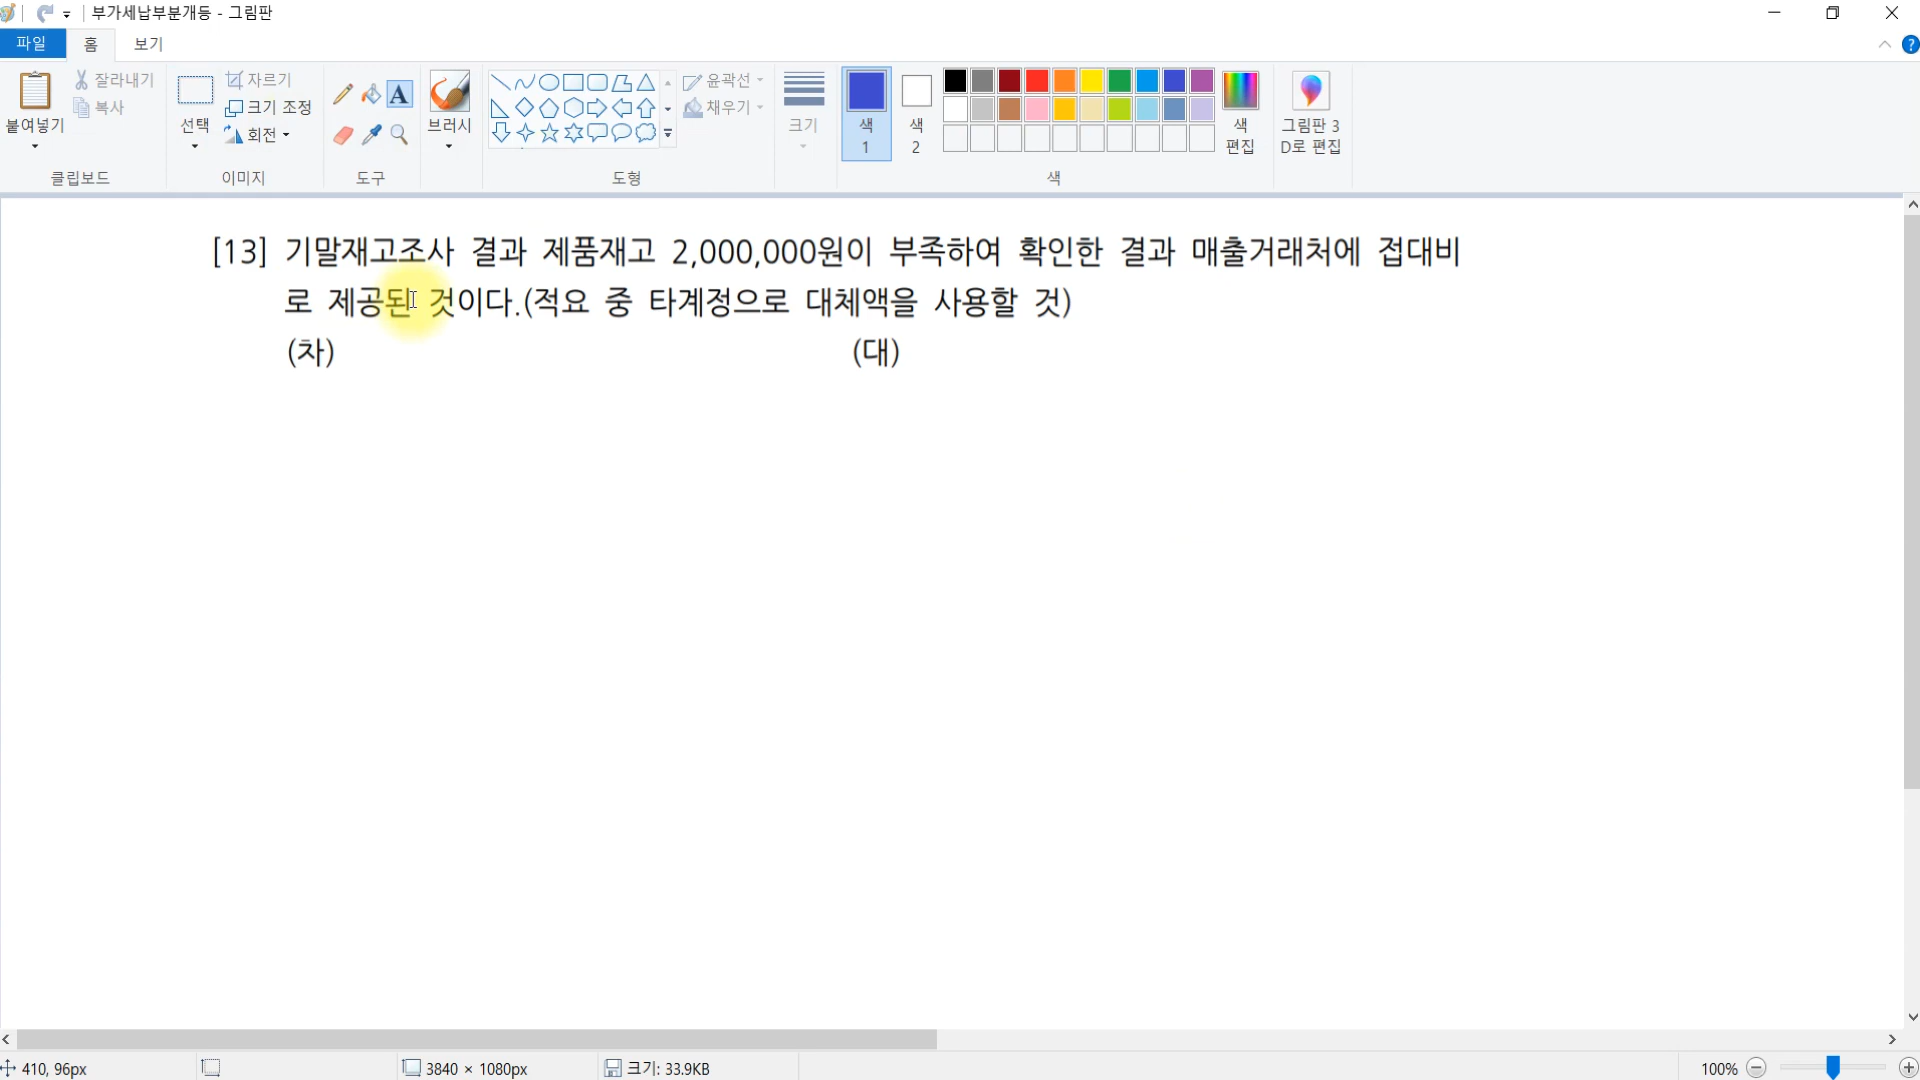 부가세납부분개등 - 그림판
파일 홈 보기
붙여넣기
잘라내기
복사
클립보드
선택
자르기
크기 조정
회전
이미지
A
도구
브러시
윤곽선
채우기
도형
크기
색
1
색
2
색
편집
색
그림판 3
D로 편집
[13] 기말재고조사 결과 제품재고 2,000,000원이 부족하여 확인한 결과 매출거래처에 접대비
로 제공된 것이다.(적요 중 타계정으로 대체액을 사용할 것)
(차) (대)
410, 96px 3840 × 1080px 크기: 33.9KB 100%